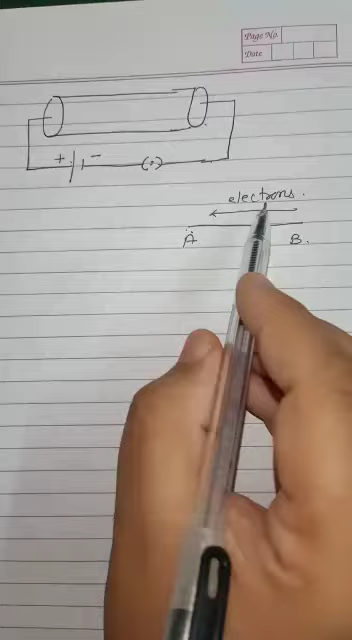 Page No.
Date
+ -
(.)
electrons.
A B.